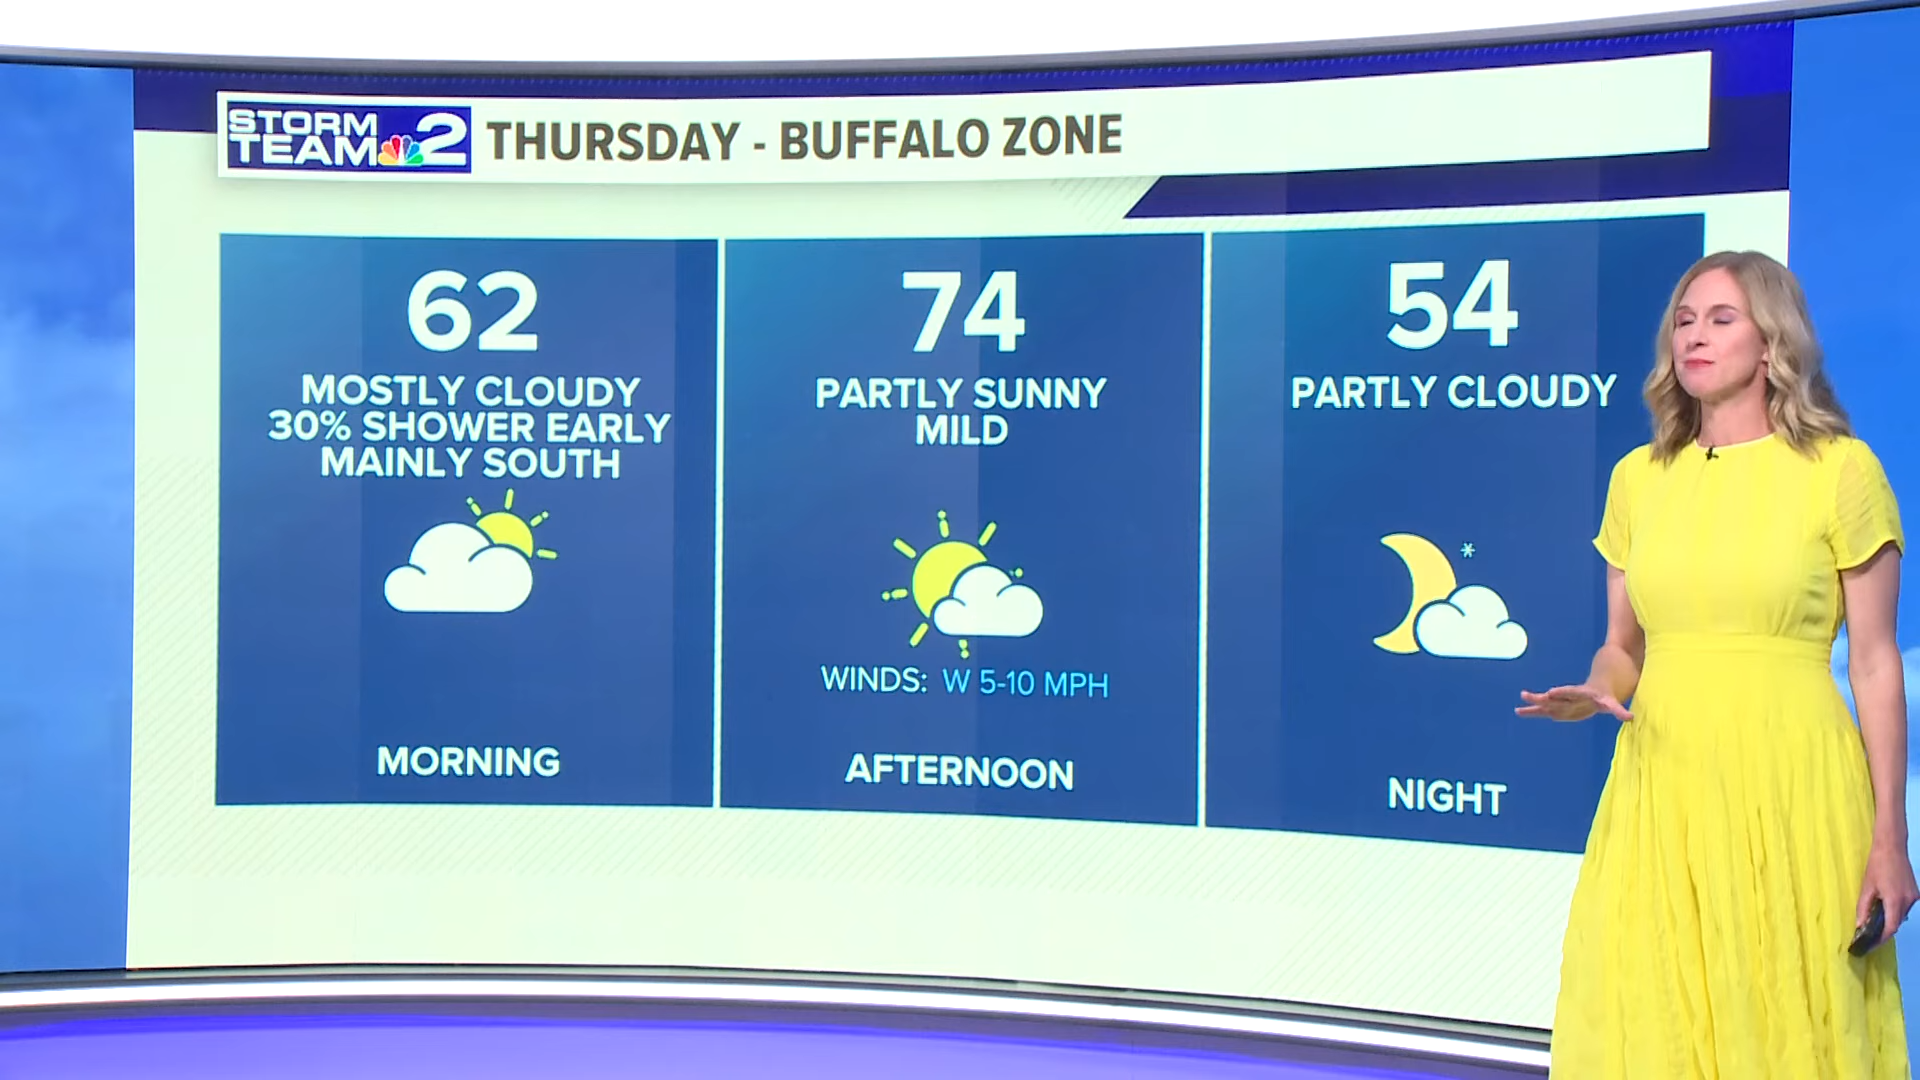 STORM
TEAM 2
THURSDAY - BUFFALO ZONE
62
MOSTLY CLOUDY
30% SHOWER EARLY
MAINLY SOUTH
MORNING
74
PARTLY SUNNY
MILD
WINDS: W 5-10 MPH
AFTERNOON
54
PARTLY CLOUDY
NIGHT